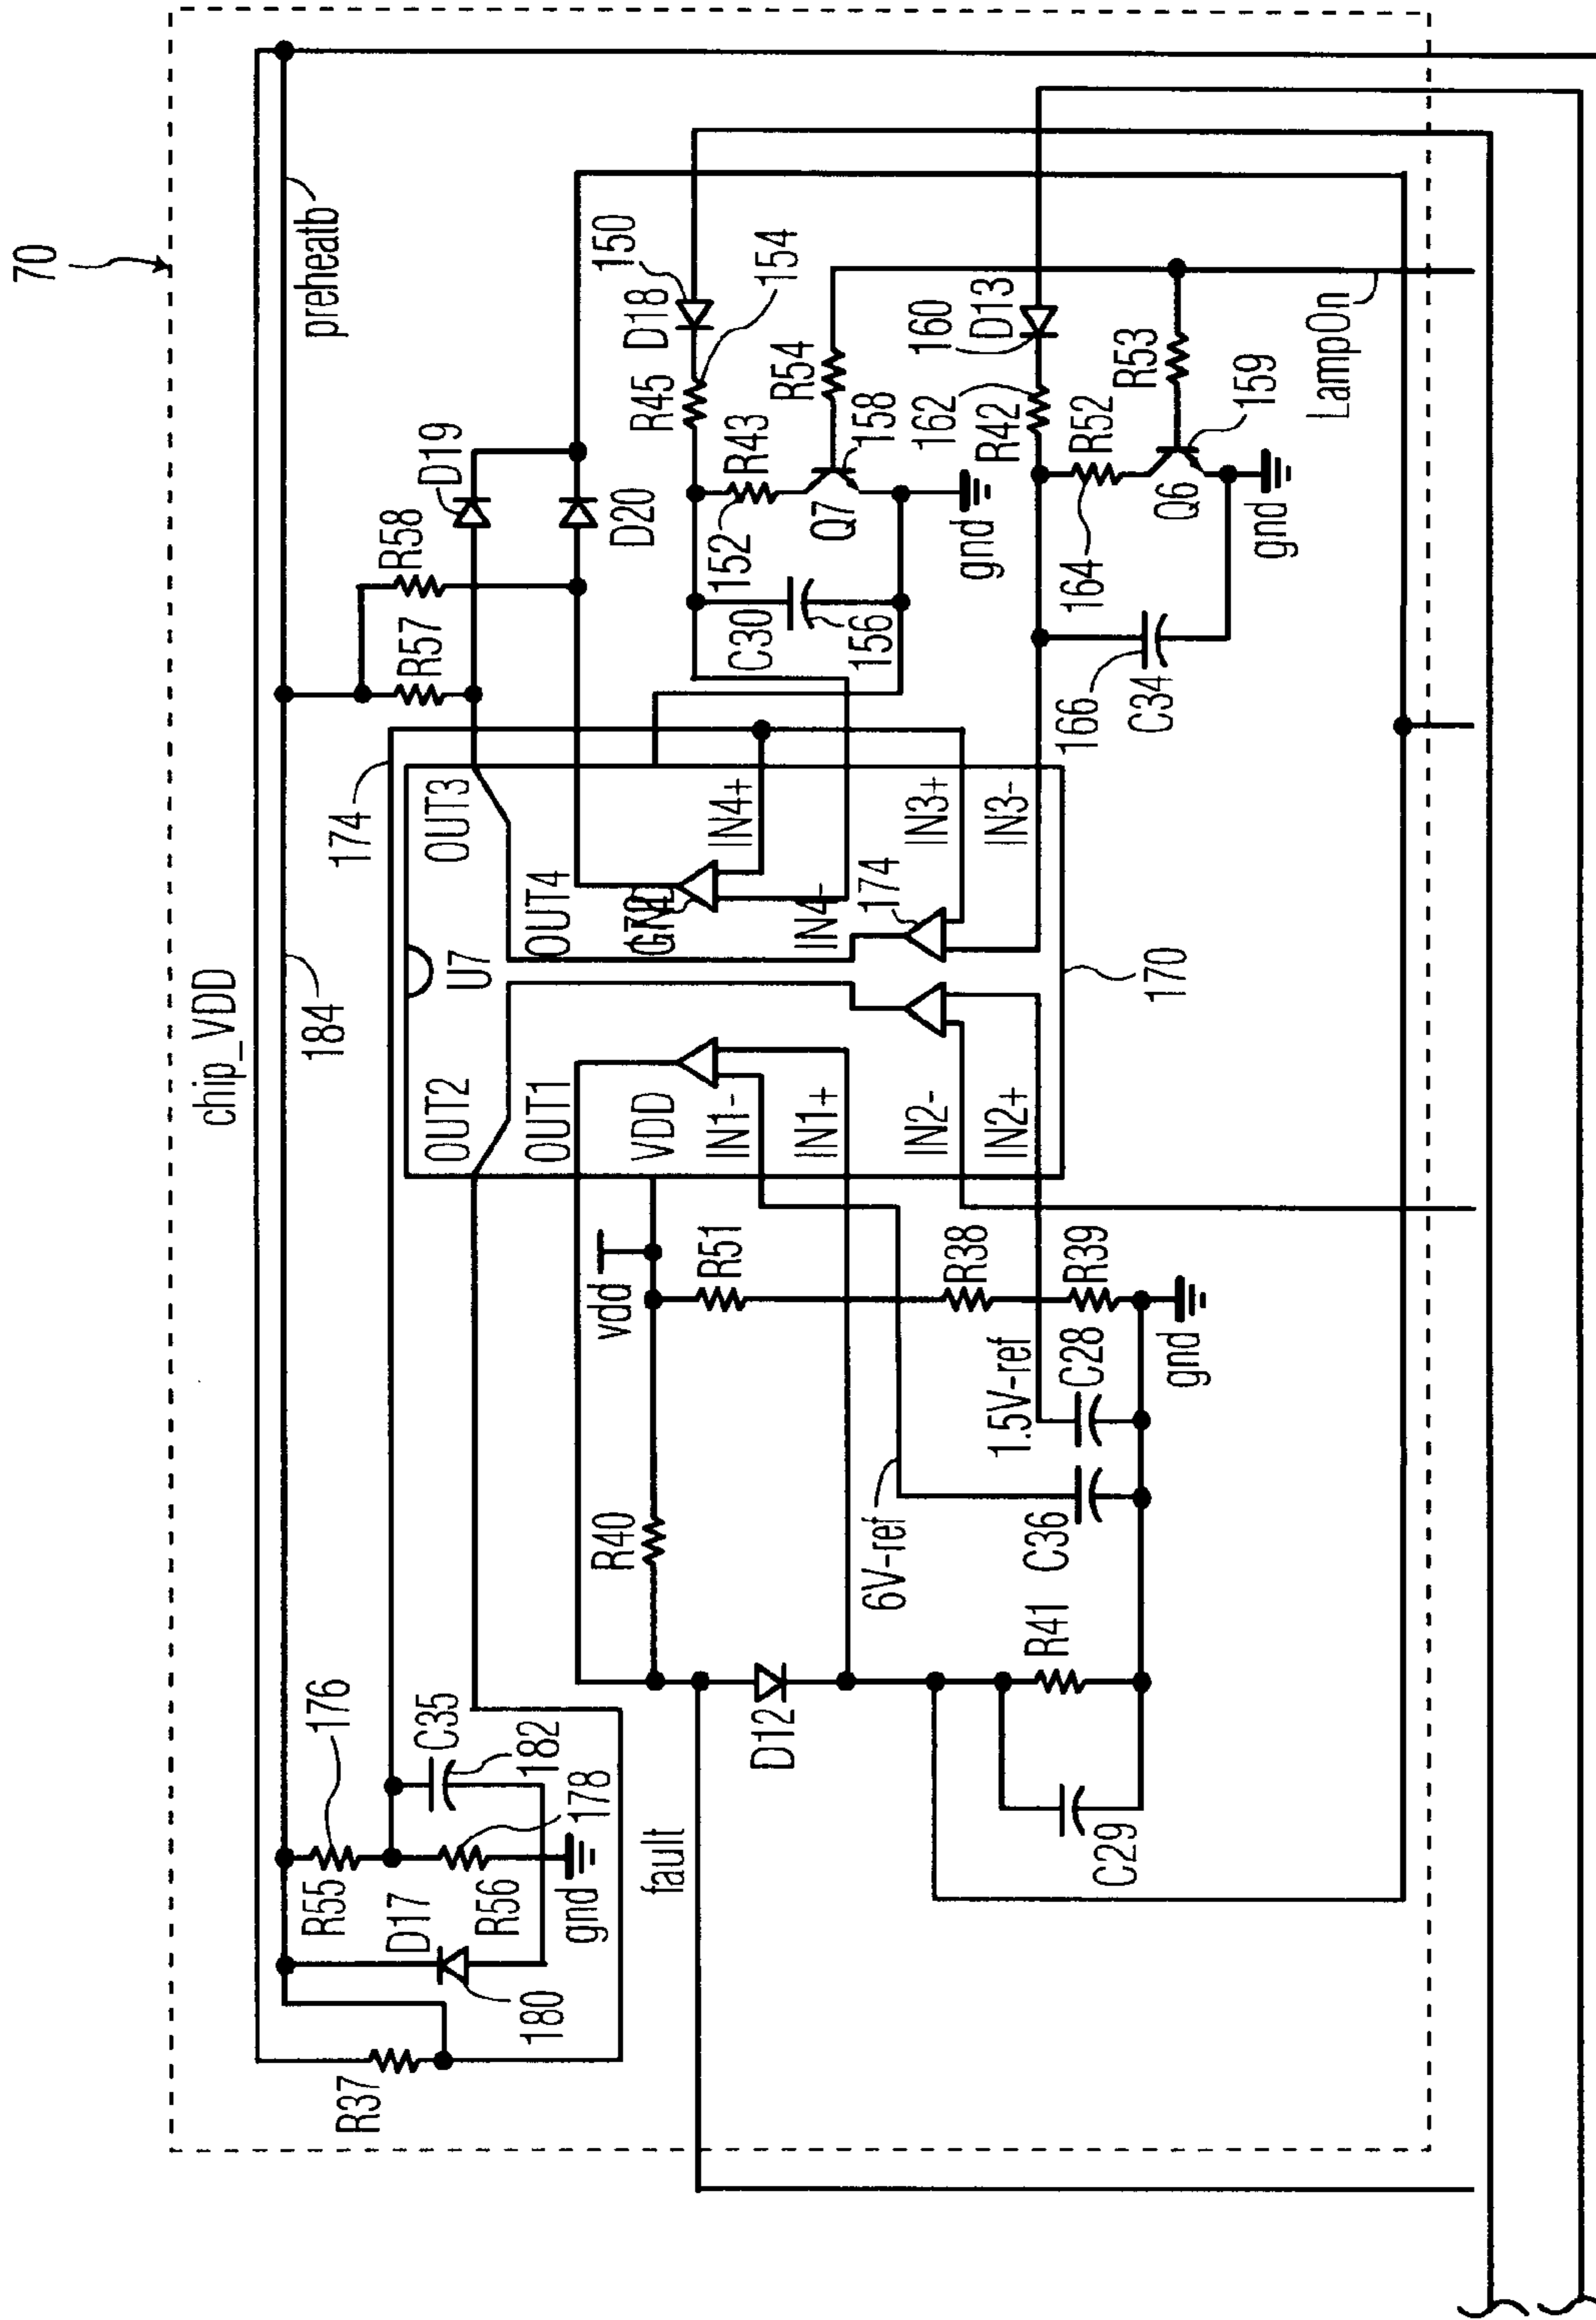 70
chip_VDD
184
preheatb
R37
R55
176
D17
180
R56
C35
182
178
gnd
fault
174
R57
R58
D19
D20
U7
OUT2
OUT1
VDD
IN1-
IN1+
IN2-
IN2+
OUT3
OUT4
IN4+
IN4-
IN3+
IN3-
174
170
vdd
R40
R51
R38
R39
gnd
D12
6V-ref
1.5V-ref
C28
C36
R41
C29
D18
150
R45
154
R43
152
C30
156
R54
158
Q7
gnd
160
D13
162
R42
R52
164
R53
159
Q6
gnd
166
C34
LampOn